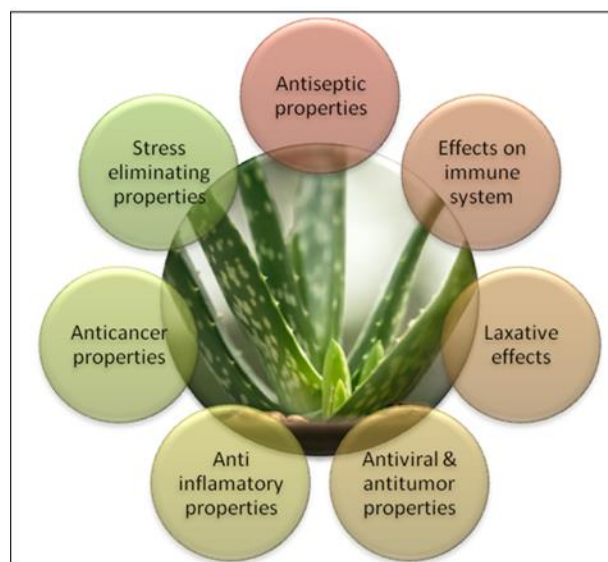 Antiseptic
properties
Effects on
immune
system
Laxative
effects
Antiviral &
antitumor
properties
Anti
inflamatory
properties
Anticancer
properties
Stress
eliminating
properties